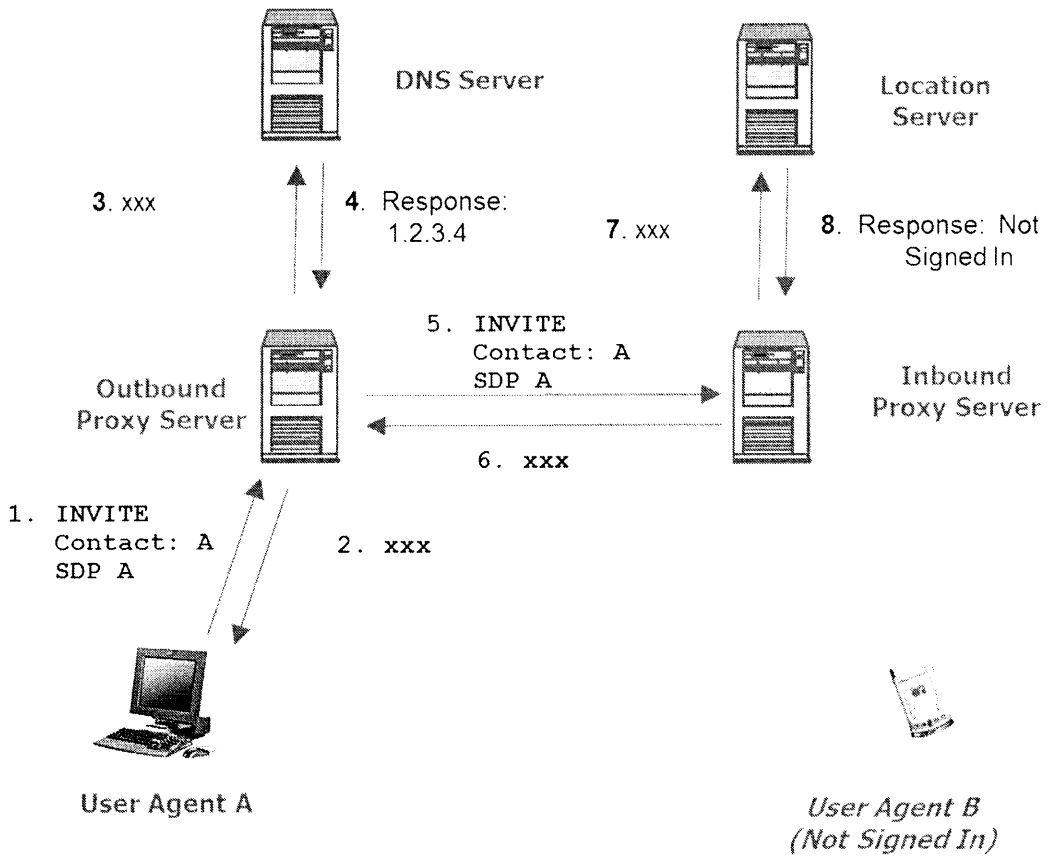 DNS Server
Location
Server
3. xxx
4. Response:
1.2.3.4
7. xxx
8. Response: Not
Signed In
5. INVITE
Contact: A
SDP A
Outbound
Proxy Server
Inbound
Proxy Server
6. xxx
1. INVITE
Contact: A
SDP A
2. xxx
User Agent A
User Agent B
(Not Signed In)